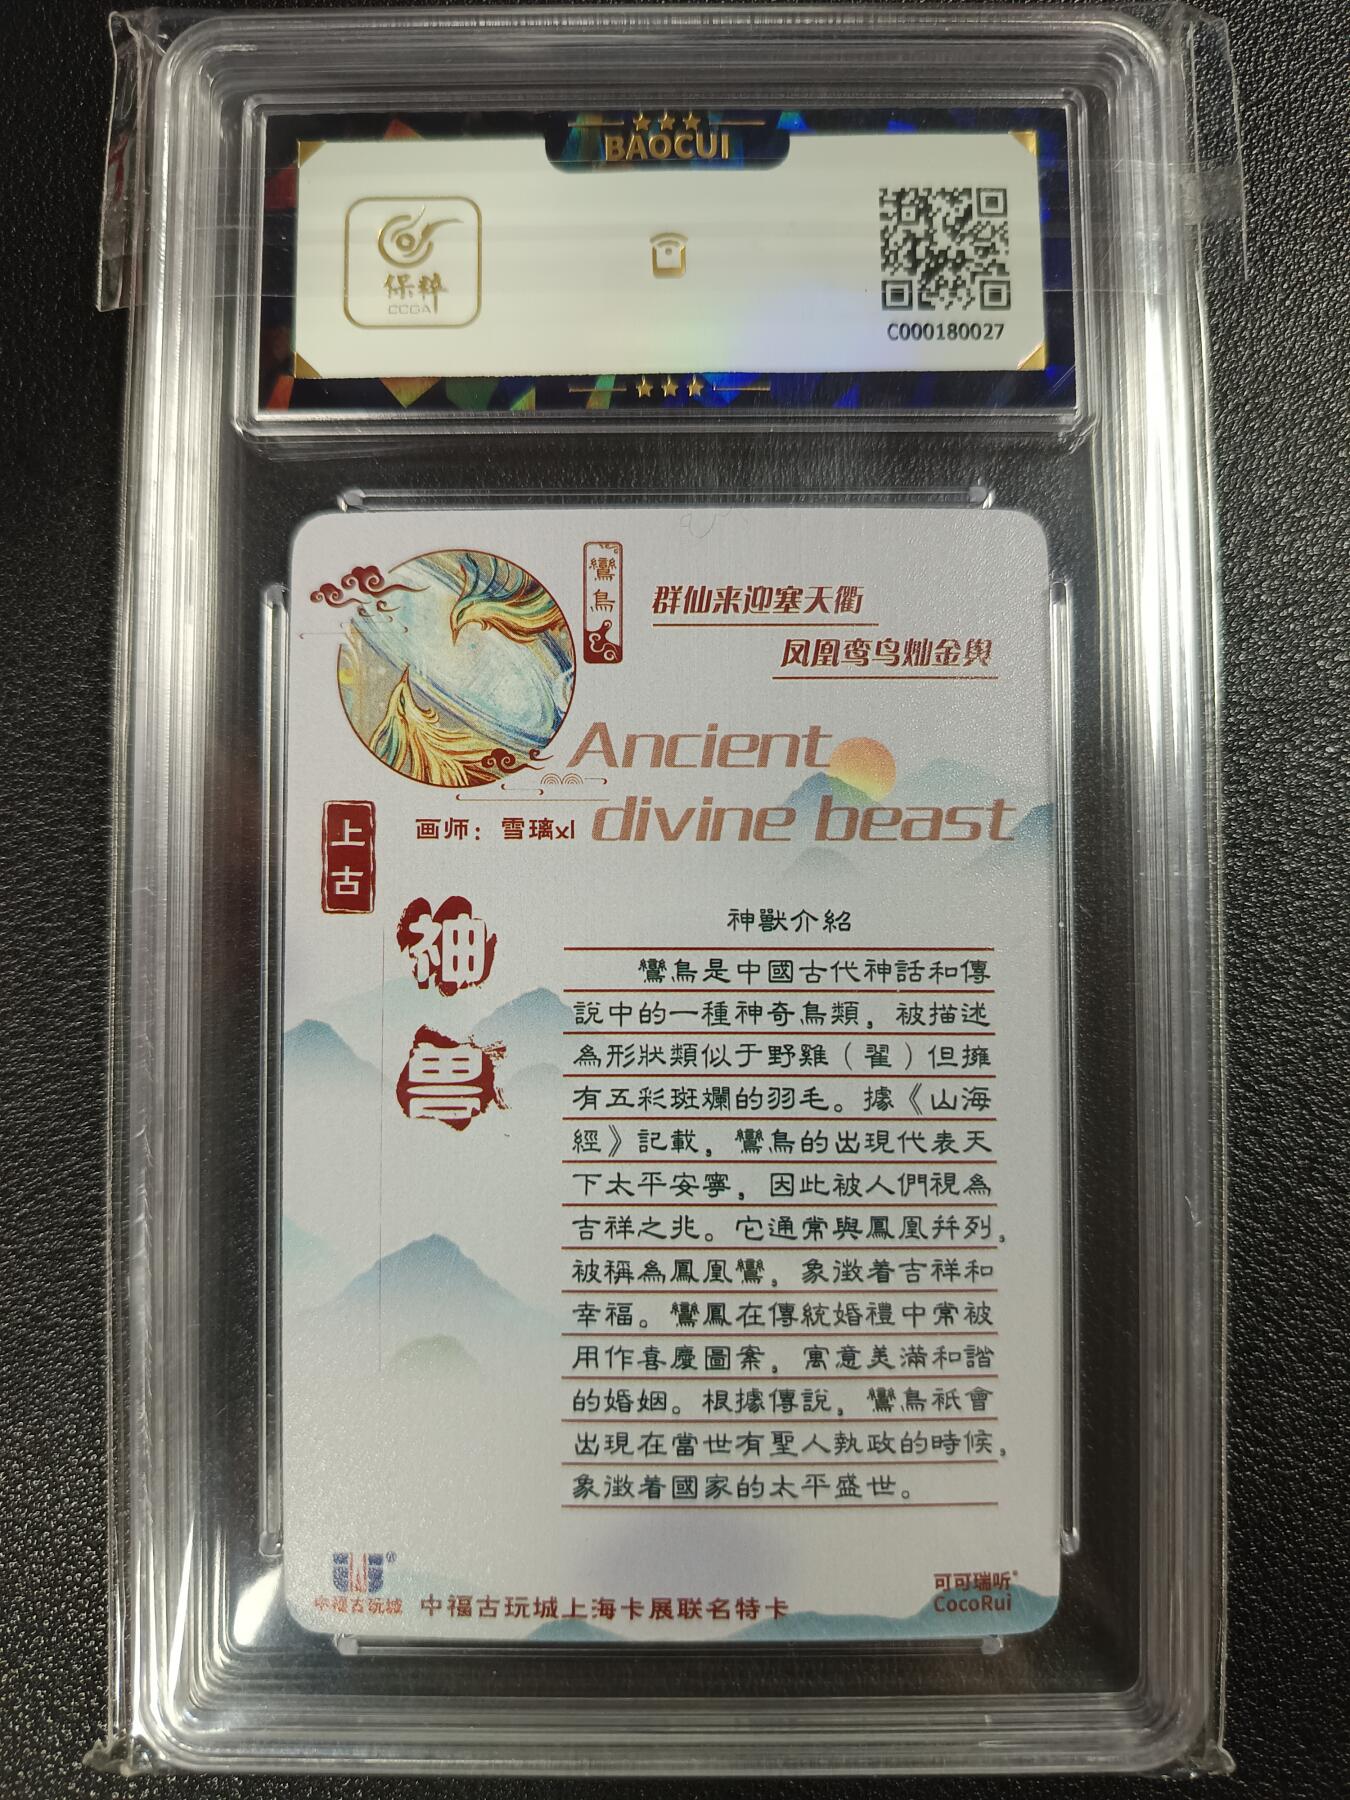 BAOCUI
保粹
CCGA
C000180027
鸞鳥
群仙来迎塞天衢
凤凰鸾鸟灿金舆
Ancient
divine beast
上古
画师：雪璃xl
神兽
神獸介紹
鸞鳥是中國古代神話和傳
說中的一種神奇鳥類，被描述
為形狀類似于野雞（翟）但擁
有五彩斑斕的羽毛。據《山海
經》記載，鸞鳥的出現代表天
下太平安寧，因此被人們視為
吉祥之兆。它通常與鳳凰并列，
被稱為鳳凰鸞，象徵着吉祥和
幸福。鸞鳳在傳統婚禮中常被
用作喜慶圖案，寓意美滿和諧
的婚姻。根據傳說，鸞鳥祇會
出現在當世有聖人執政的時候，
象徵着國家的太平盛世。
中福古玩城
中福古玩城上海卡展联名特卡
可可瑞听®
CocoRui